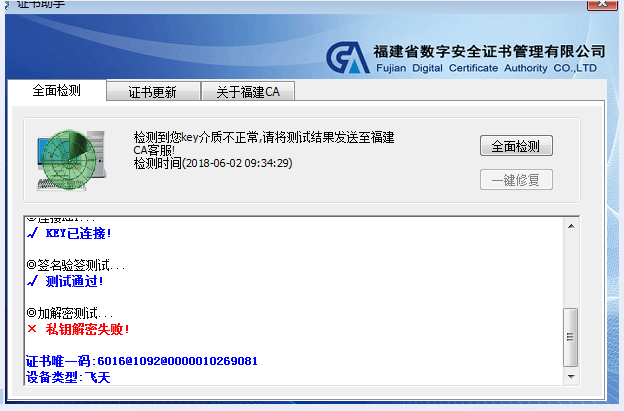 证书助手
福建省数字安全证书管理有限公司
Fujian Digital Certificate Authority CO.,LTD
全面检测
证书更新
关于福建CA
检测到您key介质不正常,请将测试结果发送至福建
CA客服!
检测时间(2018-06-02 09:34:29)
全面检测
一键修复
◎连接KEY...
√ KEY已连接!
◎签名验签测试...
√ 测试通过!
◎加解密测试...
× 私钥解密失败!
证书唯一码:6016@1092@0000010269081
设备类型:飞天